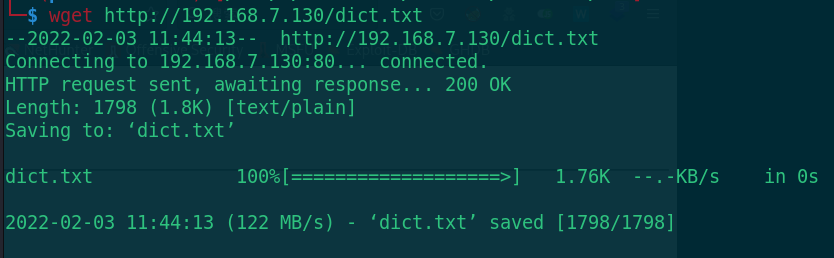 └─$ wget http://192.168.7.130/dict.txt
--2022-02-03 11:44:13--  http://192.168.7.130/dict.txt
Connecting to 192.168.7.130:80... connected.
HTTP request sent, awaiting response... 200 OK
Length: 1798 (1.8K) [text/plain]
Saving to: ‘dict.txt’
dict.txt             100%[===================>]   1.76K  --.-KB/s    in 0s
2022-02-03 11:44:13 (122 MB/s) - ‘dict.txt’ saved [1798/1798]